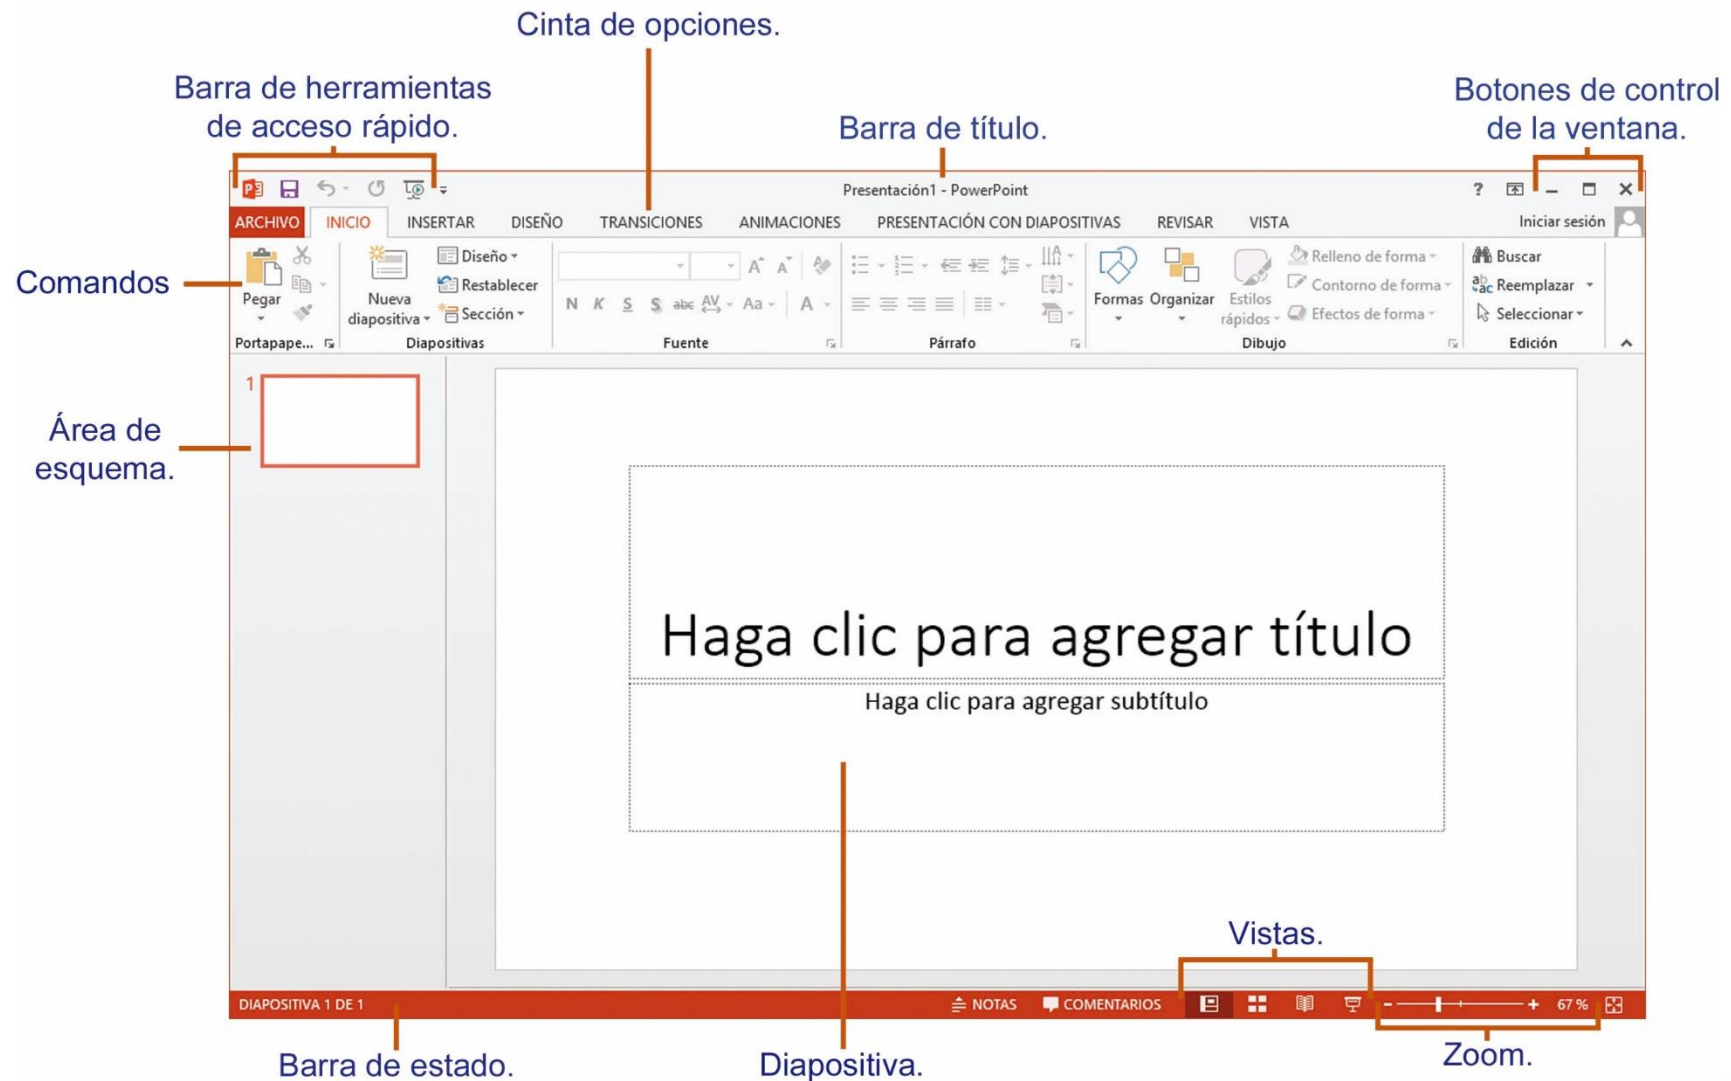 Cinta de opciones.
Barra de herramientas
de acceso rápido.
Barra de título.
Botones de control
de la ventana.
Presentación1 - PowerPoint
?
ARCHIVO INICIO INSERTAR DISEÑO TRANSICIONES ANIMACIONES PRESENTACIÓN CON DIAPOSITIVAS REVISAR VISTA Iniciar sesión
Comandos
Pegar
Portapape...
Nueva
diapositiva
Diseño
Restablecer
Sección
Diapositivas
N K S S abc AV Aa A
Fuente
Párrafo
Formas Organizar Estilos
rápidos
Relleno de forma
Contorno de forma
Efectos de forma
Dibujo
Buscar
Reemplazar
Seleccionar
Edición
1
Área de
esquema.
Haga clic para agregar título
Haga clic para agregar subtítulo
Vistas.
DIAPOSITIVA 1 DE 1 NOTAS COMENTARIOS 67 %
Barra de estado.
Diapositiva.
Zoom.